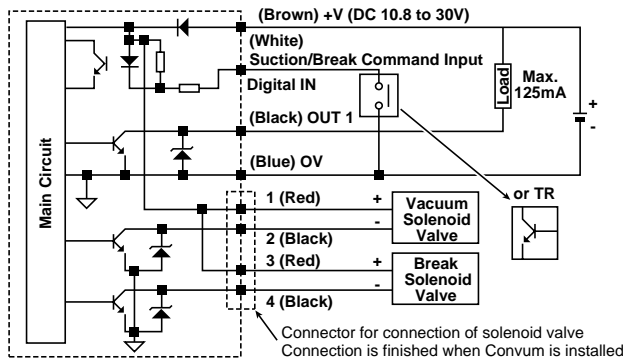 (Brown) +V (DC 10.8 to 30V)
(White)
Suction/Break Command Input
Digital IN
Load
Max.
125mA
+
-
(Black) OUT 1
(Blue) OV
Main Circuit
or TR
1 (Red)
+
Vacuum
Solenoid
Valve
-
2 (Black)
3 (Red)
+
Break
Solenoid
Valve
-
4 (Black)
Connector for connection of solenoid valve
Connection is finished when Convum is installed